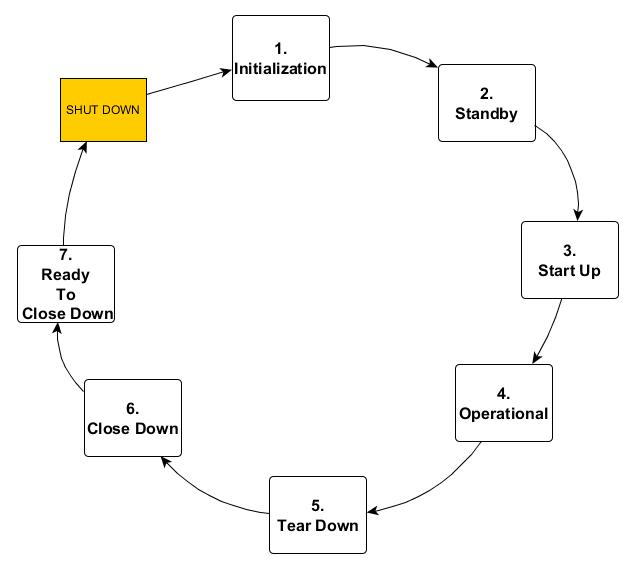 1.
Initialization
2.
Standby
SHUT DOWN
3.
Start Up
7.
Ready
To
Close Down
4.
Operational
6.
Close Down
5.
Tear Down